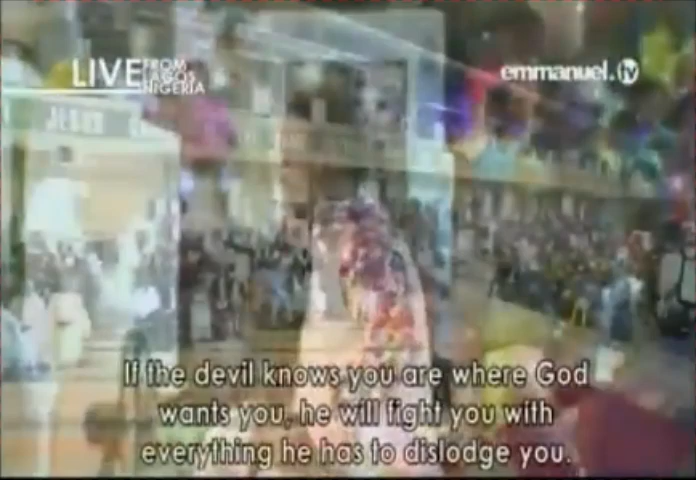 LIVE FROM LAGOS NIGERIA
emmanuel.tv
JESUS
If the devil knows you are where God
wants you, he will fight you with
everything he has to dislodge you.